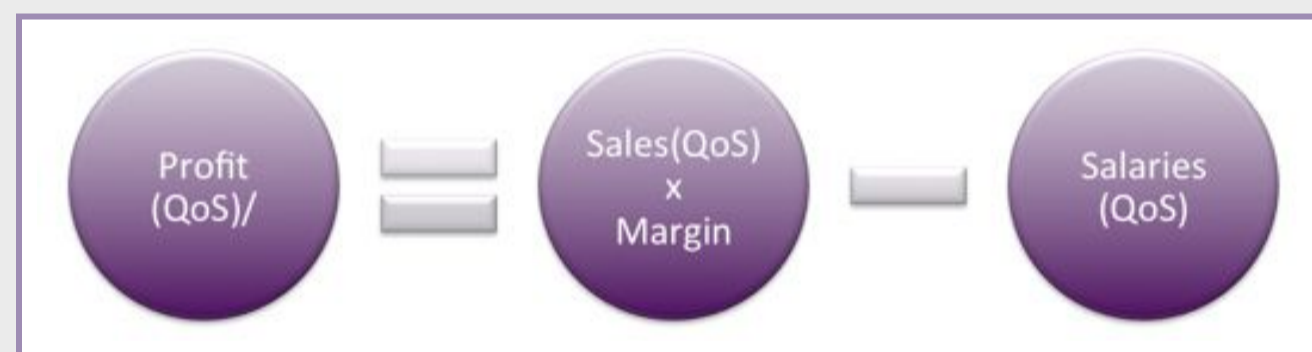 Profit
(QoS)/
Sales(QoS)
x
Margin
Salaries
(QoS)